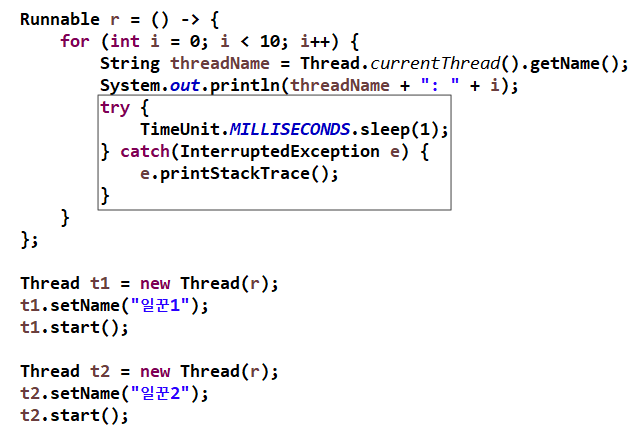 Runnable r = () -> {
    for (int i = 0; i < 10; i++) {
        String threadName = Thread.currentThread().getName();
        System.out.println(threadName + ": " + i);
        try {
            TimeUnit.MILLISECONDS.sleep(1);
        } catch(InterruptedException e) {
            e.printStackTrace();
        }
    }
};

Thread t1 = new Thread(r);
t1.setName("일꾼1");
t1.start();

Thread t2 = new Thread(r);
t2.setName("일꾼2");
t2.start();